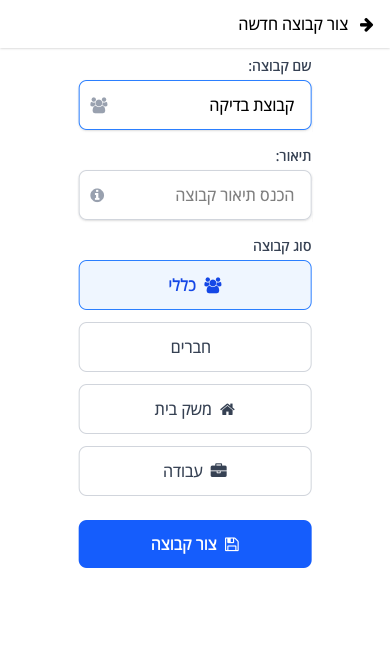 צור קבוצה חדשה
שם קבוצה:
קבוצת בדיקה
תיאור:
הכנס תיאור קבוצה
סוג קבוצה
כללי
חברים
משק בית
עבודה
צור קבוצה